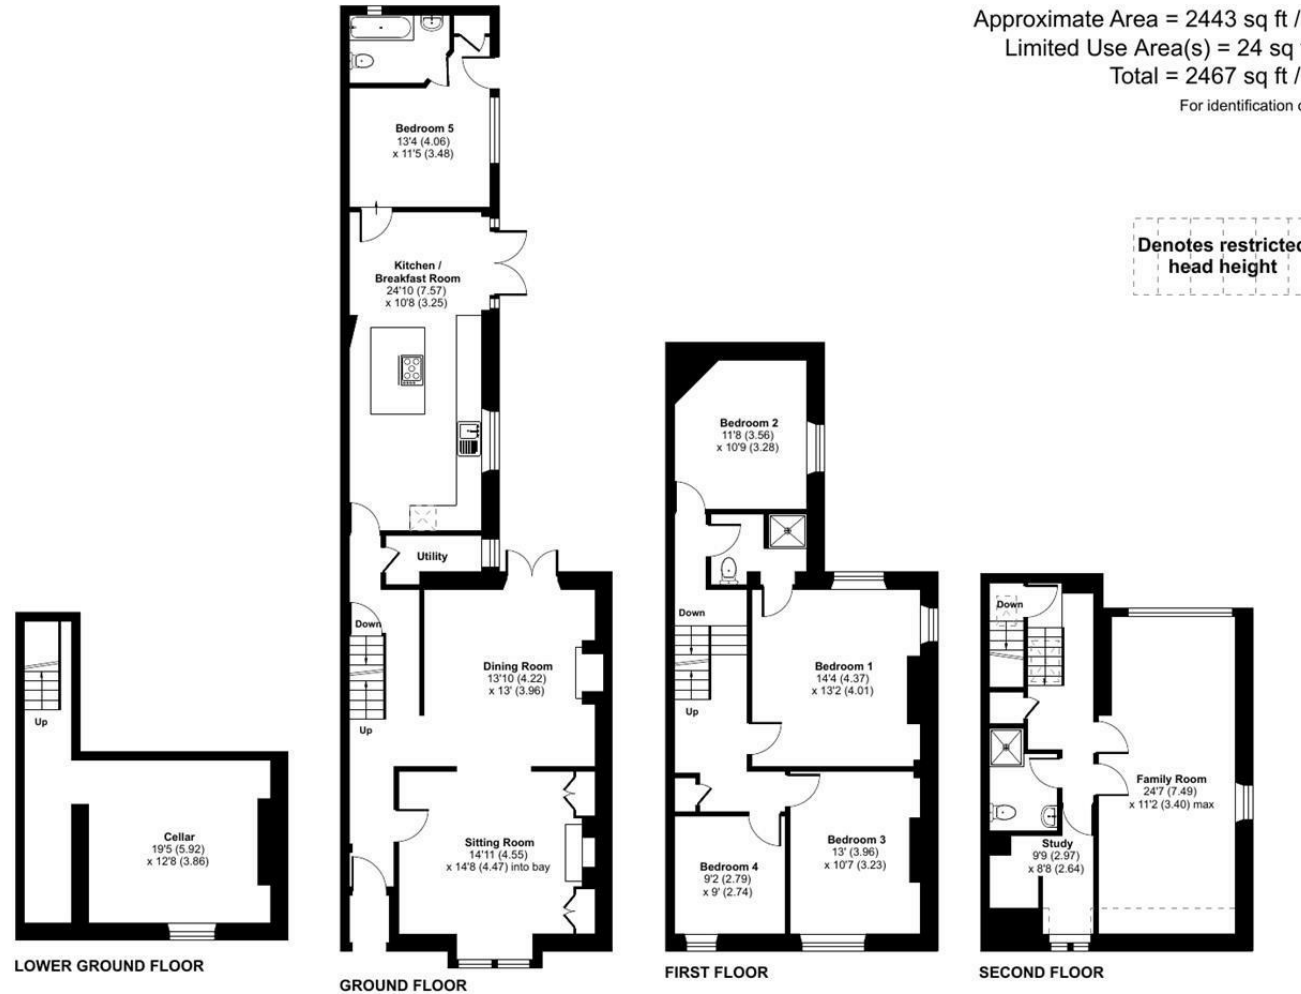 Approximate Area = 2443 sq ft /
Limited Use Area(s) = 24 sq
Total = 2467 sq ft /
For identification
Denotes restricted
head height
Bedroom 5
13'4 (4.06)
x 11'5 (3.48)
Kitchen /
Breakfast Room
24'10 (7.57)
x 10'8 (3.25)
Utility
Down
Up
Dining Room
13'10 (4.22)
x 13' (3.96)
Sitting Room
14'11 (4.55)
x 14'8 (4.47) into bay
GROUND FLOOR
Up
Cellar
19'5 (5.92)
x 12'8 (3.86)
LOWER GROUND FLOOR
Bedroom 2
11'8 (3.56)
x 10'9 (3.28)
Down
Up
Bedroom 1
14'4 (4.37)
x 13'2 (4.01)
Bedroom 3
13' (3.96)
x 10'7 (3.23)
Bedroom 4
9'2 (2.79)
x 9' (2.74)
FIRST FLOOR
Down
Family Room
24'7 (7.49)
x 11'2 (3.40) max
Study
9'9 (2.97)
x 8'8 (2.64)
SECOND FLOOR